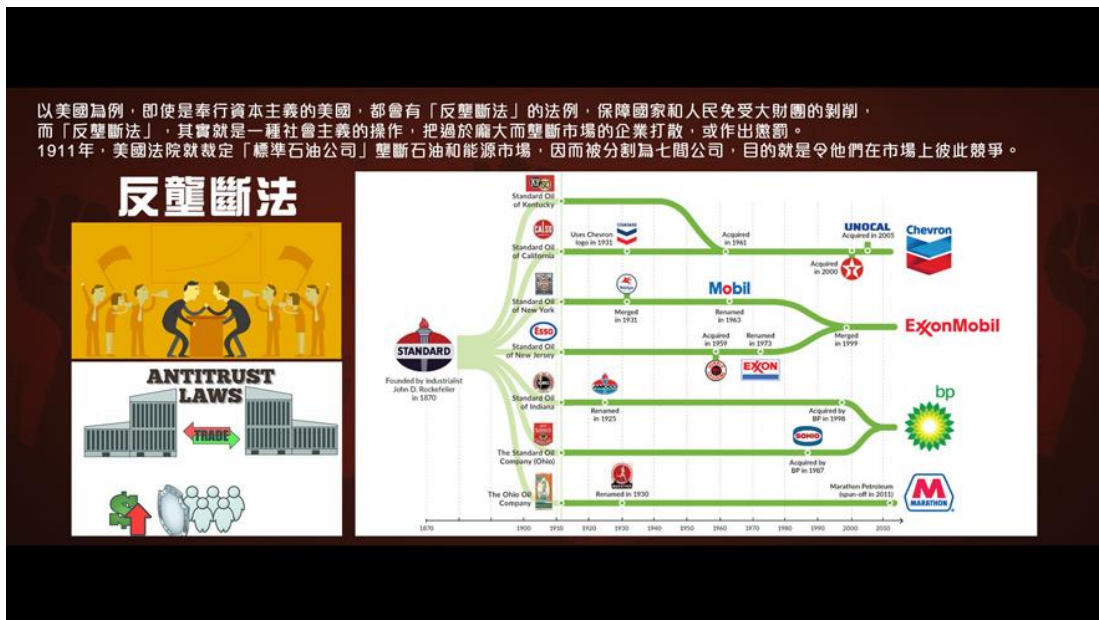 以美國為例，即使是奉行資本主義的美國，都會有「反壟斷法」的法例，保障國家和人民免受大財團的剝削，
而「反壟斷法」，其實就是一種社會主義的操作，把過於龐大而壟斷市場的企業打散，或作出懲罰。
1911年，美國法院就裁定「標準石油公司」壟斷石油和能源市場，因而被分割為七間公司，目的就是令他們在市場上彼此競爭。
反壟斷法
ANTITRUST
LAWS
TRADE
STANDARD
Founded by industrialist
John D. Rockefeller
in 1870
Standard Oil
of Kentucky
CALSO
Standard Oil
of California
Uses Chevron
logo in 1931
Acquired
in 1961
UNOCAL
Acquired in 2005
Acquired
in 2000
Chevron
Standard Oil
of New York
Merged
in 1931
Mobil
Renamed
in 1963
Esso
Standard Oil
of New Jersey
Acquired
in 1959
Renamed
in 1973
EXXON
Merged
in 1999
ExxonMobil
Standard Oil
of Indiana
Renamed
in 1925
Acquired by
BP in 1998
bp
The Standard Oil
Company (Ohio)
SOHIO
Acquired by
BP in 1987
The Ohio Oil
Company
Renamed in 1930
Marathon Petroleum
(spun-off in 2011)
M
MARATHON
1870 1900 1910 1920 1930 1940 1950 1960 1970 1980 1990 2000 2010